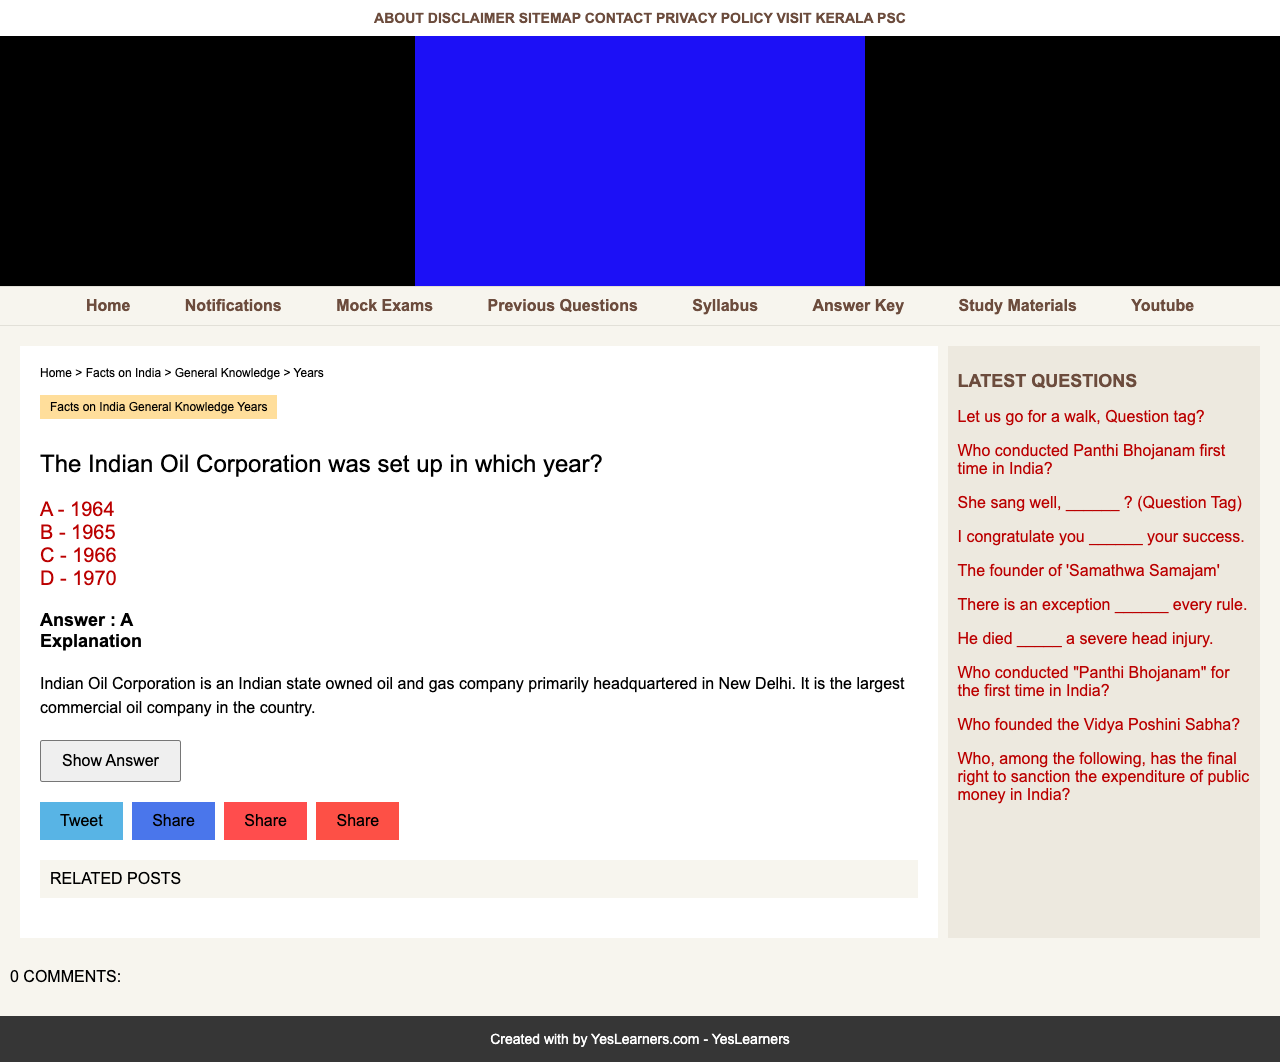 ABOUT DISCLAIMER SITEMAP CONTACT PRIVACY POLICY VISIT KERALA PSC
Home Notifications Mock Exams Previous Questions Syllabus Answer Key Study Materials Youtube
Home > Facts on India > General Knowledge > Years
Facts on India General Knowledge Years
The Indian Oil Corporation was set up in which year?
A - 1964
B - 1965
C - 1966
D - 1970
Answer : A
Explanation
Indian Oil Corporation is an Indian state owned oil and gas company primarily headquartered in New Delhi. It is the largest
commercial oil company in the country.
Show Answer
Tweet Share Share Share
RELATED POSTS
LATEST QUESTIONS
Let us go for a walk, Question tag?
Who conducted Panthi Bhojanam first
time in India?
She sang well, ______ ? (Question Tag)
I congratulate you ______ your success.
The founder of 'Samathwa Samajam'
There is an exception ______ every rule.
He died _____ a severe head injury.
Who conducted "Panthi Bhojanam" for
the first time in India?
Who founded the Vidya Poshini Sabha?
Who, among the following, has the final
right to sanction the expenditure of public
money in India?
0 COMMENTS:
Created with by YesLearners.com - YesLearners